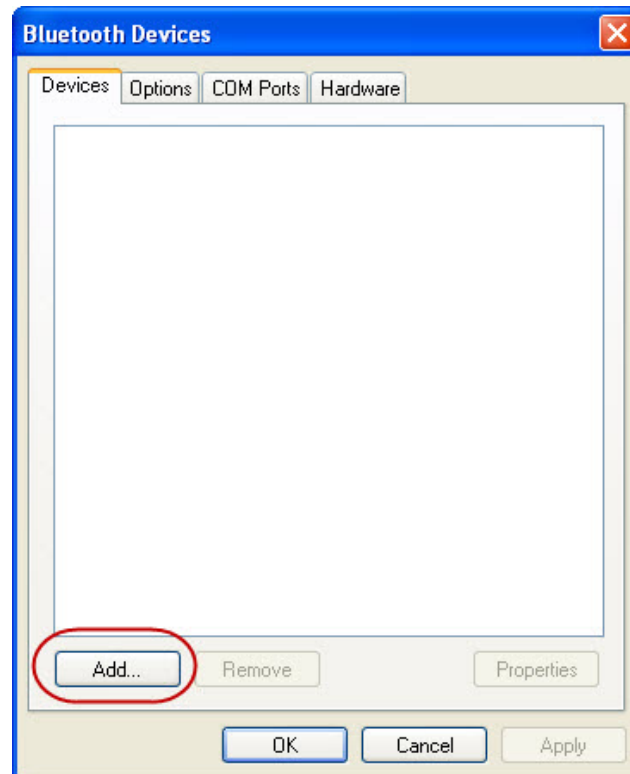 Bluetooth Devices
Devices Options COM Ports Hardware
Add... Remove Properties
OK Cancel Apply